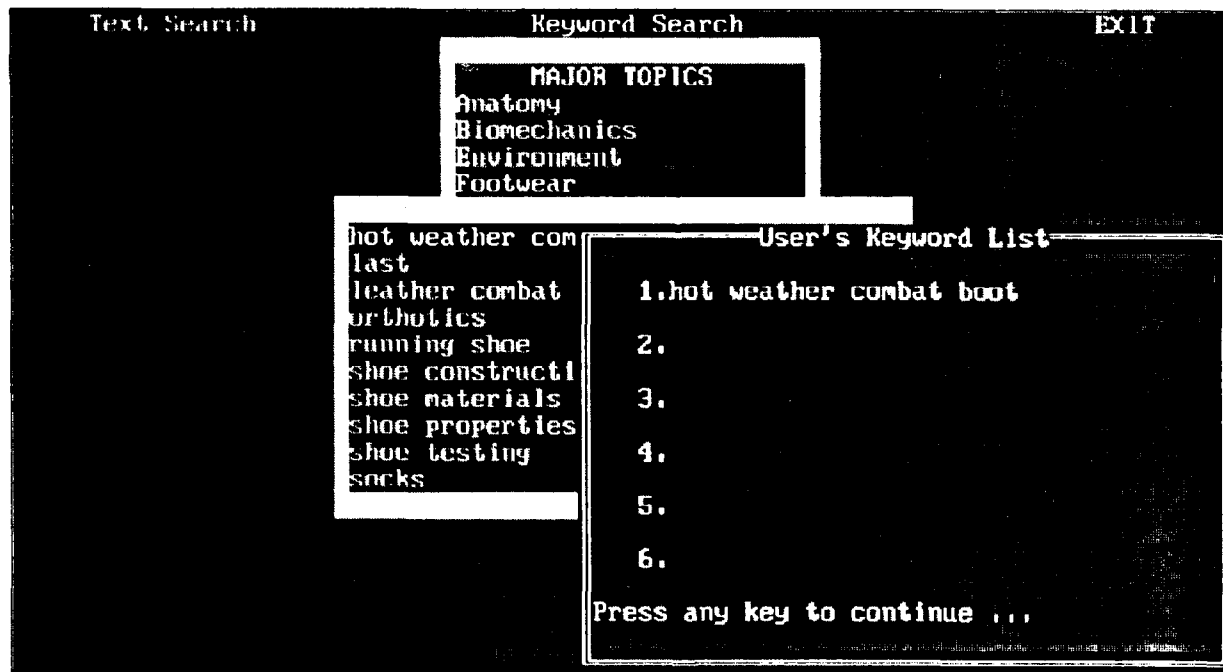 Text Search Keyword Search EXIT
MAJOR TOPICS
Anatomy
Biomechanics
Environment
Footwear
hot weather com
last
leather combat
orthotics
running shoe
shoe constructi
shoe materials
shoe properties
shoe testing
socks
User's Keyword List
1.hot weather combat boot
2.
3.
4.
5.
6.
Press any key to continue ...